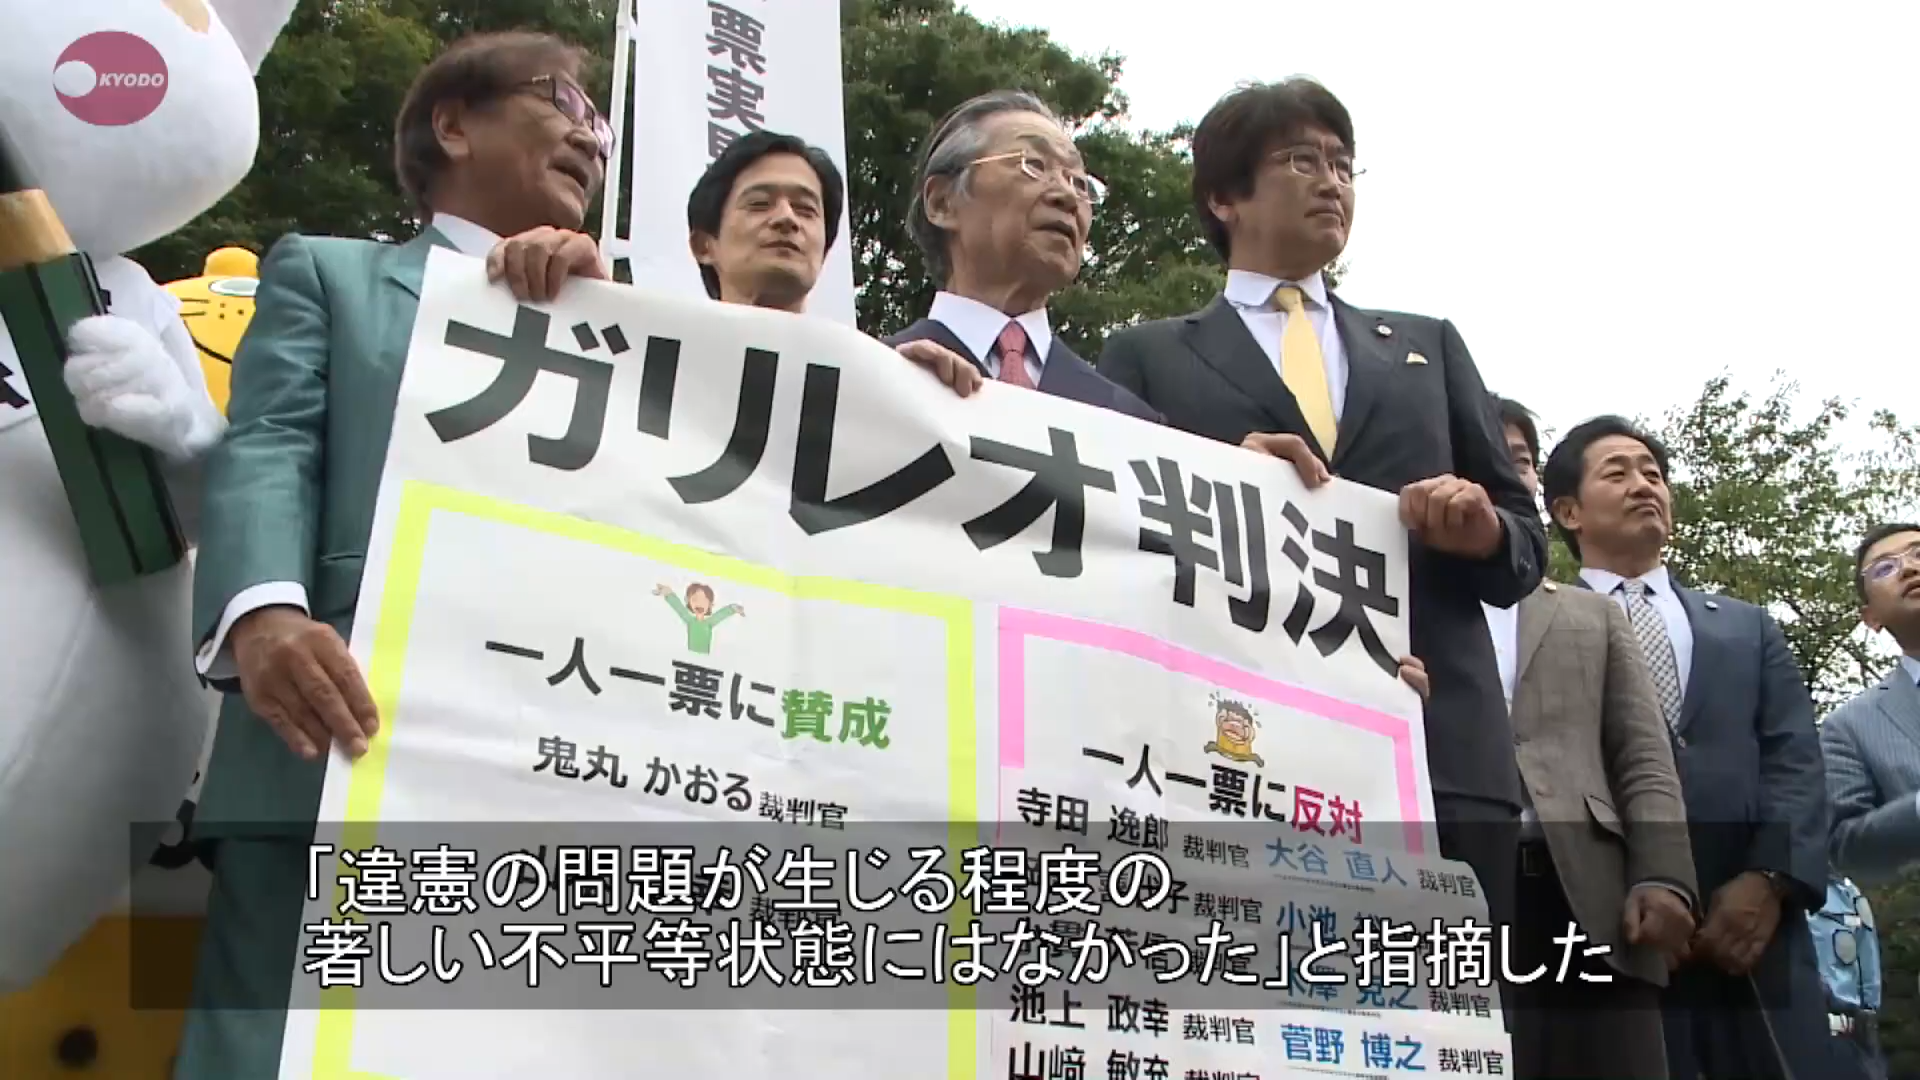 KYODO
票実
ガリレオ判決
一人一票に賛成
鬼丸 かおる裁判官
一人一票に反対
寺田 逸郎 裁判官
大谷 直人 裁判官
裁判官
小池
池上 政幸 裁判官
菅野 博之 裁判官
山﨑 敏充
「違憲の問題が生じる程度の
著しい不平等状態にはなかった」と指摘した